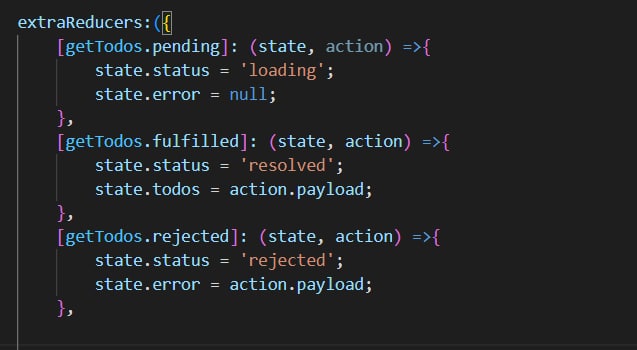 extraReducers:({
    [getTodos.pending]: (state, action) =>{
        state.status = 'loading';
        state.error = null;
    },
    [getTodos.fulfilled]: (state, action) =>{
        state.status = 'resolved';
        state.todos = action.payload;
    },
    [getTodos.rejected]: (state, action) =>{
        state.status = 'rejected';
        state.error = action.payload;
    },